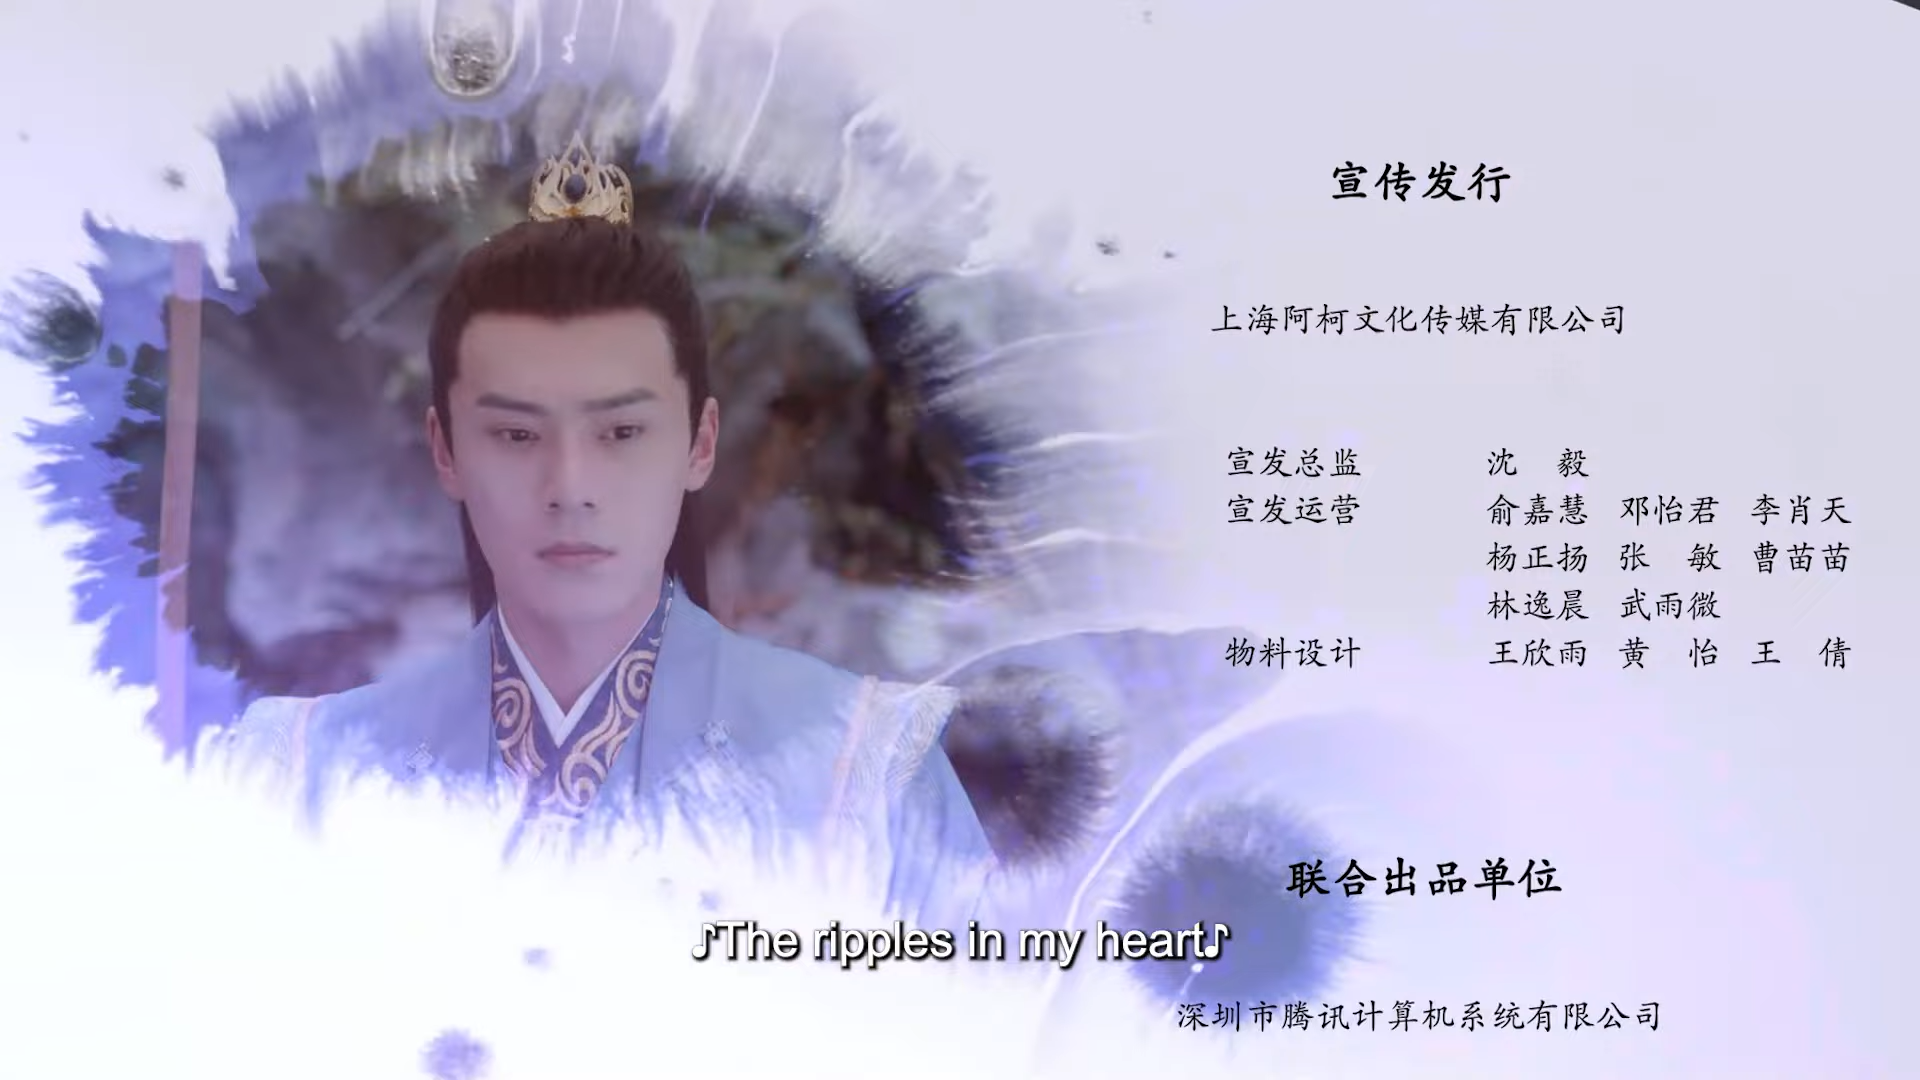 宣传发行
上海阿柯文化传媒有限公司
宣发总监 沈 毅
宣发运营 俞嘉慧 邓怡君 李肖天
杨正扬 张 敏 曹苗苗
林逸晨 武雨微
物料设计 王欣雨 黄 怡 王 倩
联合出品单位
♪The ripples in my heart♪
深圳市腾讯计算机系统有限公司